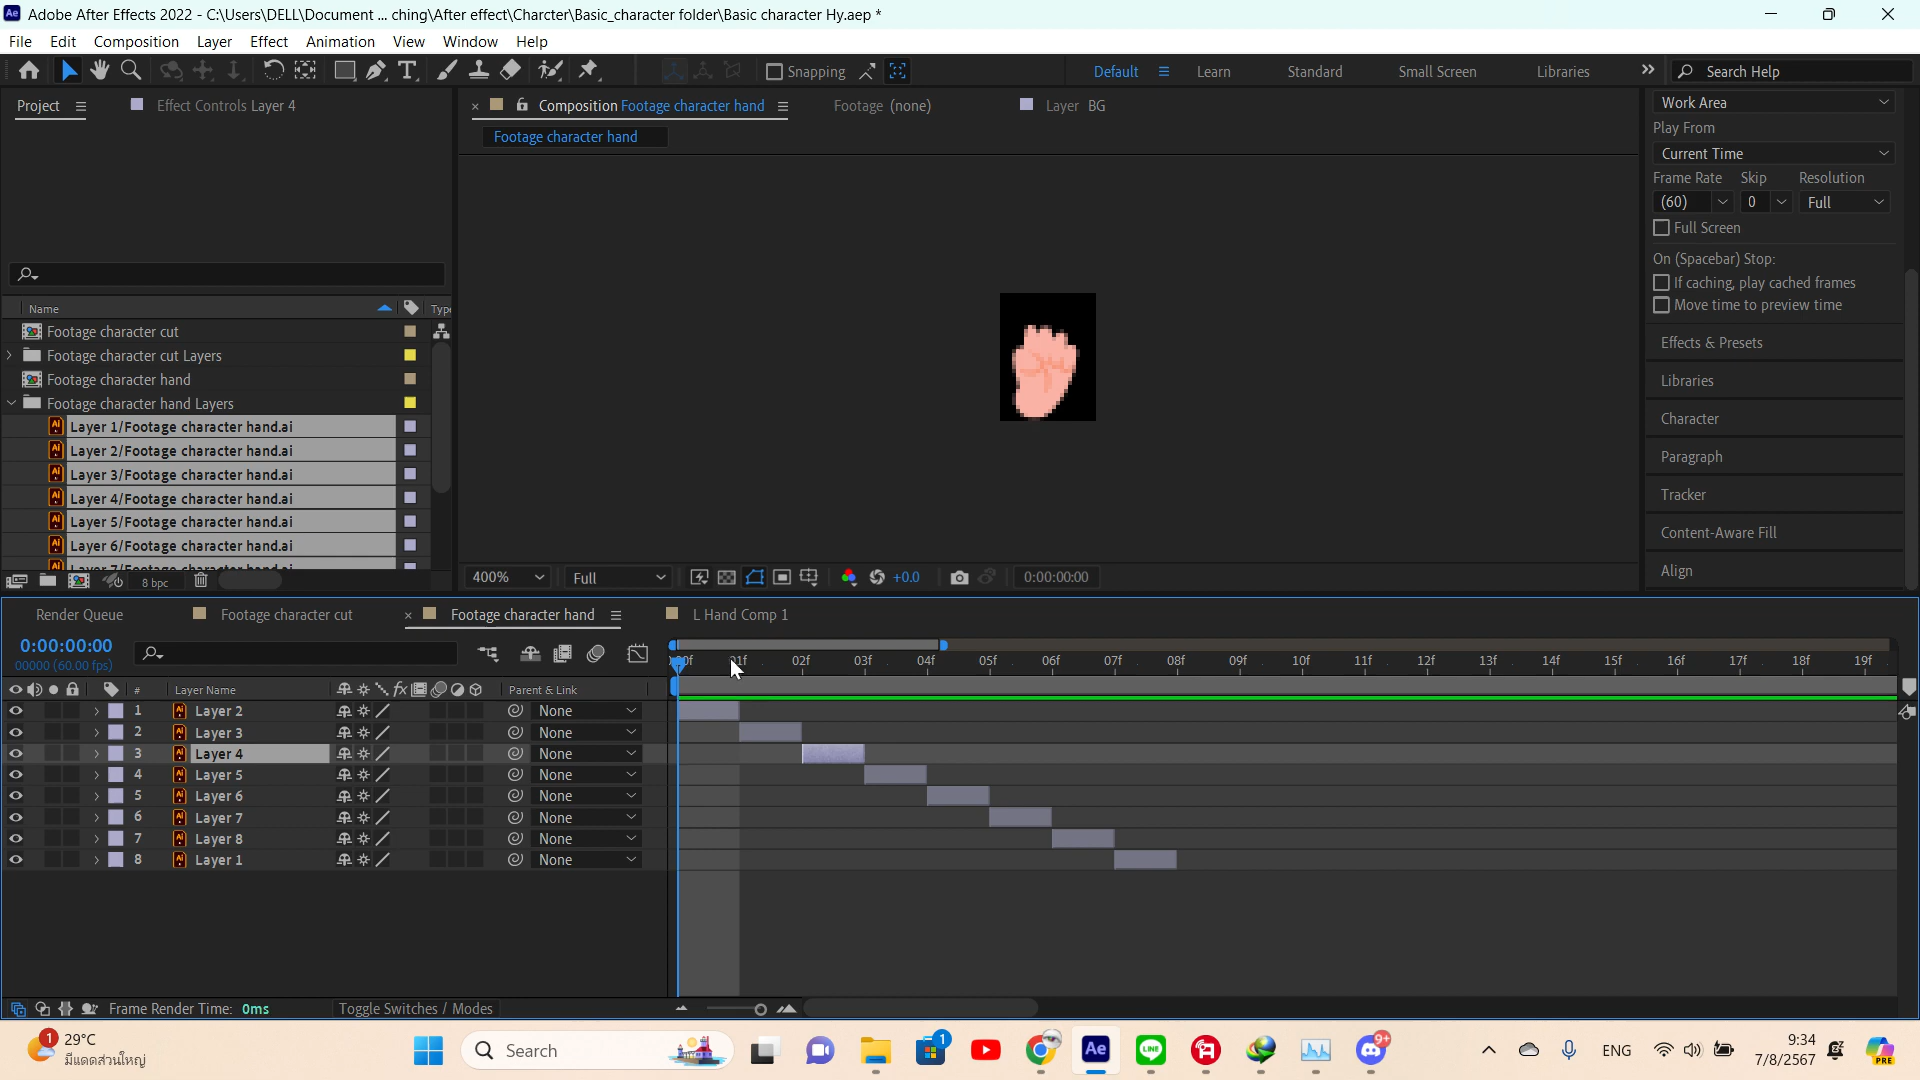 Adobe After Effects 2022 - C:\Users\DELL\Document ... ching\After effect\Charcter\Basic_character folder\Basic character Hy.aep *
File Edit Composition Layer Effect Animation View Window Help
Snapping Default Learn Standard Small Screen Libraries Search Help
Project Effect Controls Layer 4
Composition Footage character hand Footage (none) Layer BG
Footage character hand
Work Area
Play From
Current Time
Frame Rate Skip Resolution
(60) 0 Full
Full Screen
On (Spacebar) Stop:
If caching, play cached frames
Move time to preview time
Effects & Presets
Libraries
Character
Paragraph
Tracker
Content-Aware Fill
Align
Name Type
Footage character cut
Footage character cut Layers
Footage character hand
Footage character hand Layers
Layer 1/Footage character hand.ai
Layer 2/Footage character hand.ai
Layer 3/Footage character hand.ai
Layer 4/Footage character hand.ai
Layer 5/Footage character hand.ai
Layer 6/Footage character hand.ai
8 bpc
400% Full +0.0 0:00:00:00
Render Queue Footage character cut Footage character hand L Hand Comp 1
0:00:00:00
00000 (60.00 fps)
01f 02f 03f 04f 05f 06f 07f 08f 09f 10f 11f 12f 13f 14f 15f 16f 17f 18f 19f
# Layer Name fx Parent & Link
1 Layer 2 None
2 Layer 3 None
3 Layer 4 None
4 Layer 5 None
5 Layer 6 None
6 Layer 7 None
7 Layer 8 None
8 Layer 1 None
Frame Render Time: 0ms Toggle Switches / Modes
1 29°C
มีแดดส่วนใหญ่
Search
1
Ae
LINE
9+
ENG
9:34
7/8/2567
PRE